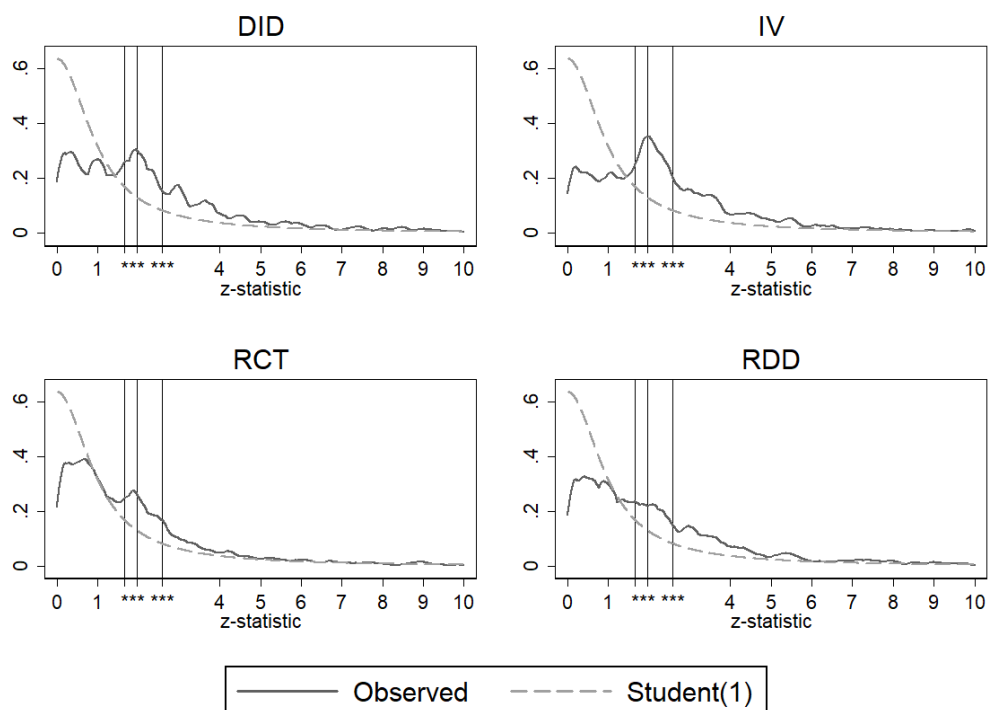 DID
.6
.4
.2
0
0 1 *** *** 4 5 6 7 8 9 10
z-statistic
IV
.6
.4
.2
0
0 1 *** *** 4 5 6 7 8 9 10
z-statistic
RCT
.6
.4
.2
0
0 1 *** *** 4 5 6 7 8 9 10
z-statistic
RDD
.6
.4
.2
0
0 1 *** *** 4 5 6 7 8 9 10
z-statistic
Observed Student(1)